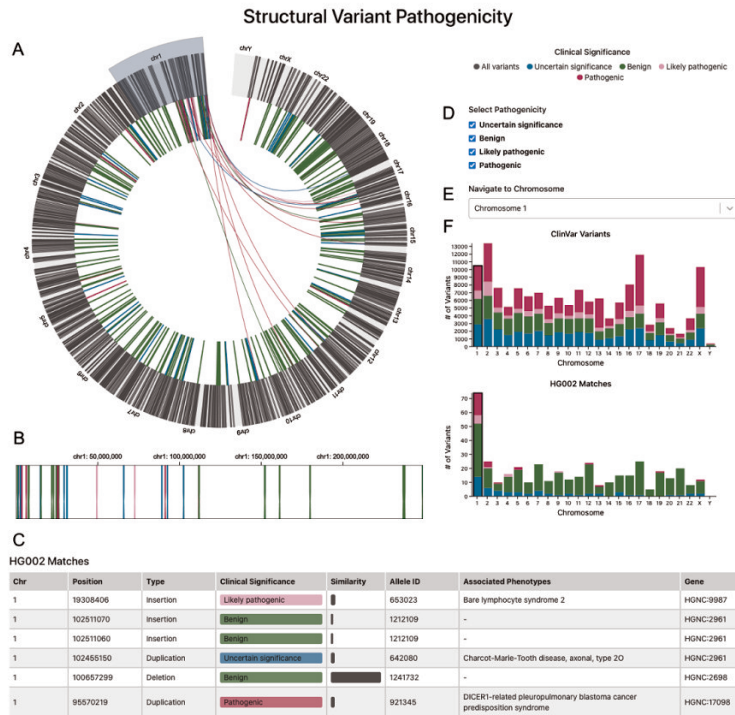 Structural Variant Pathogenicity
A
chr1
chrY
chrX
chr22
chr19
chr18
chr17
chr16
chr15
chr14
chr13
chr12
chr11
chr10
chr9
chr8
chr7
chr6
chr5
chr4
chr3
chr2
Clinical Significance
All variants Uncertain significance Benign Likely pathogenic
Pathogenic
D Select Pathogenicity
Uncertain significance
Benign
Likely pathogenic
Pathogenic
E Navigate to Chromosome
Chromosome 1
F
ClinVar Variants
13000
12000
11000
10000
9000
8000
7000
6000
5000
4000
3000
2000
1000
0
# of Variants
1 2 3 4 5 6 7 8 9 10 11 12 13 14 15 16 17 18 19 20 21 22 X Y
Chromosome
HG002 Matches
70
60
50
40
30
20
10
0
# of Variants
1 2 3 4 5 6 7 8 9 10 11 12 13 14 15 16 17 18 19 20 21 22 X Y
Chromosome
B
chr1: 50,000,000 chr1: 100,000,000 chr1: 150,000,000 chr1: 200,000,000
C
HG002 Matches
Chr Position Type Clinical Significance Similarity Allele ID Associated Phenotypes Gene
1 19308406 Insertion Likely pathogenic 653023 Bare lymphocyte syndrome 2 HGNC:9987
1 102511070 Insertion Benign 1212109 - HGNC:2961
1 102511060 Insertion Benign 1212109 - HGNC:2961
1 102455150 Duplication Uncertain significance 642080 Charcot-Marie-Tooth disease, axonal, type 2O HGNC:2961
1 100657299 Deletion Benign 1241732 - HGNC:2698
1 95570219 Duplication Pathogenic 921345 DICER1-related pleuropulmonary blastoma cancer predisposition syndrome HGNC:17098